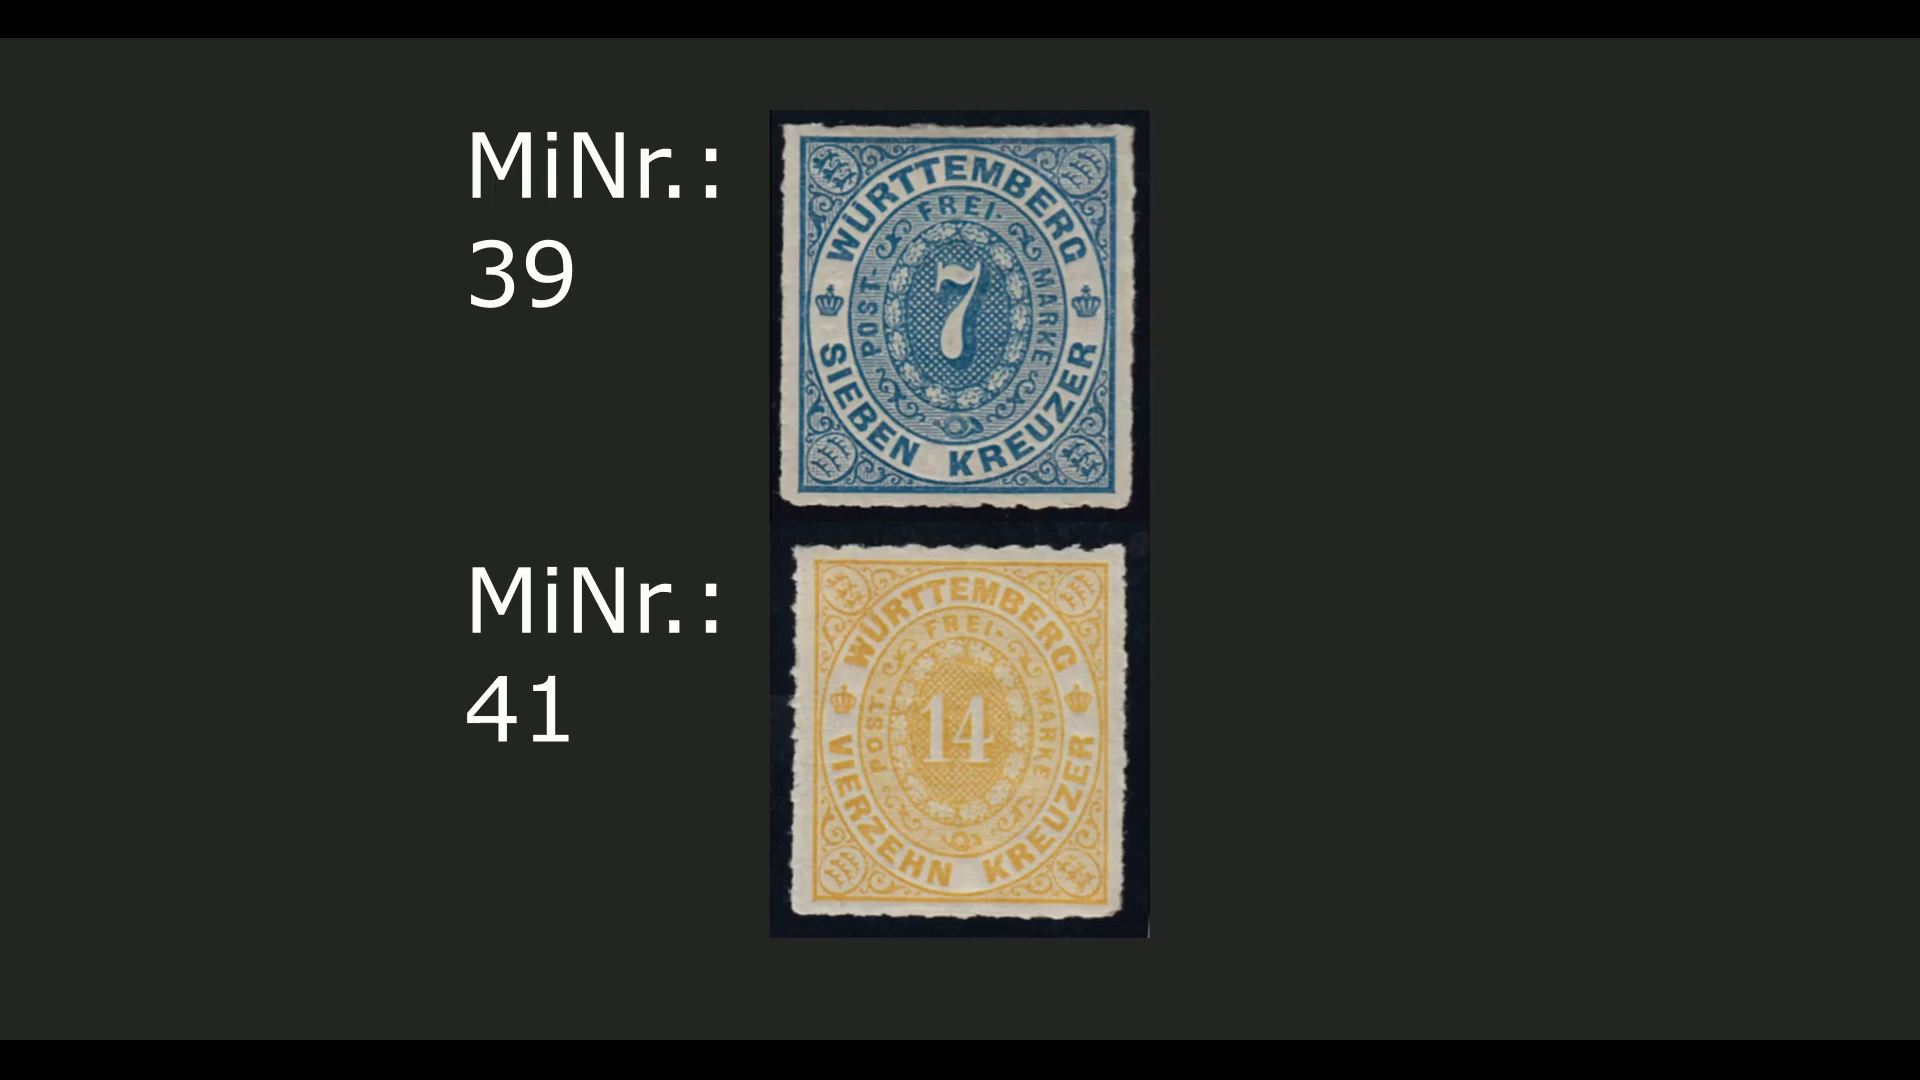 MiNr.:
39
WÜRTTEMBERG
FREI-
POST-
MARKE
7
SIEBEN KREUZER
MiNr.:
41
WÜRTTEMBERG
FREI-
POST-
MARKE
14
VIERZEHN KREUZER